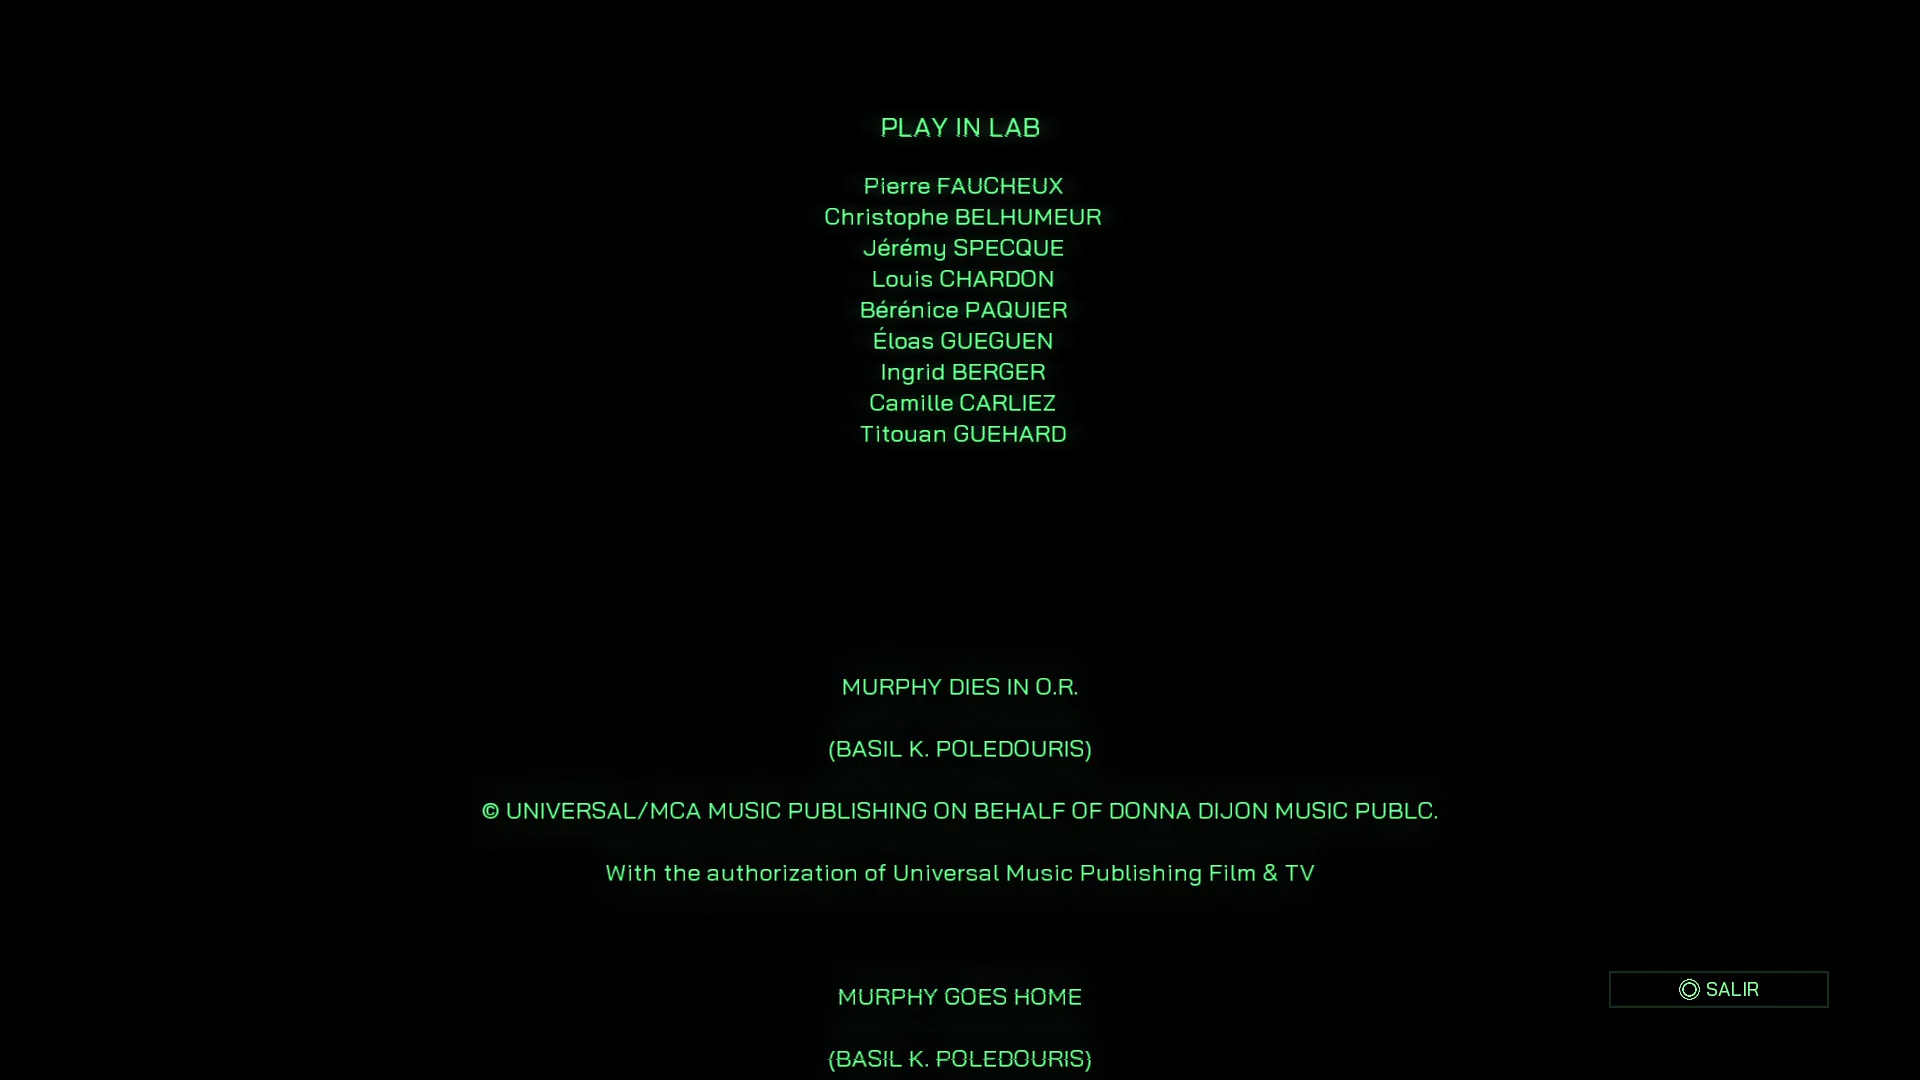 PLAY IN LAB
Pierre FAUCHEUX
Christophe BELHUMEUR
Jérémy SPECQUE
Louis CHARDON
Bérénice PAQUIER
Éloas GUEGUEN
Ingrid BERGER
Camille CARLIEZ
Titouan GUEHARD
MURPHY DIES IN O.R.
(BASIL K. POLEDOURIS)
© UNIVERSAL/MCA MUSIC PUBLISHING ON BEHALF OF DONNA DIJON MUSIC PUBLC.
With the authorization of Universal Music Publishing Film & TV
MURPHY GOES HOME
(BASIL K. POLEDOURIS)
SALIR